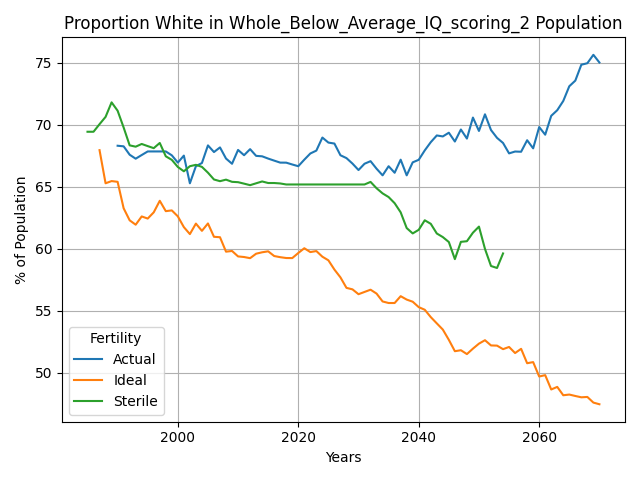 Proportion White in Whole_Below_Average_IQ_scoring_2 Population
% of Population
75
70
65
60
55
50
Fertility
Actual
Ideal
Sterile
2000
2020
2040
2060
Years